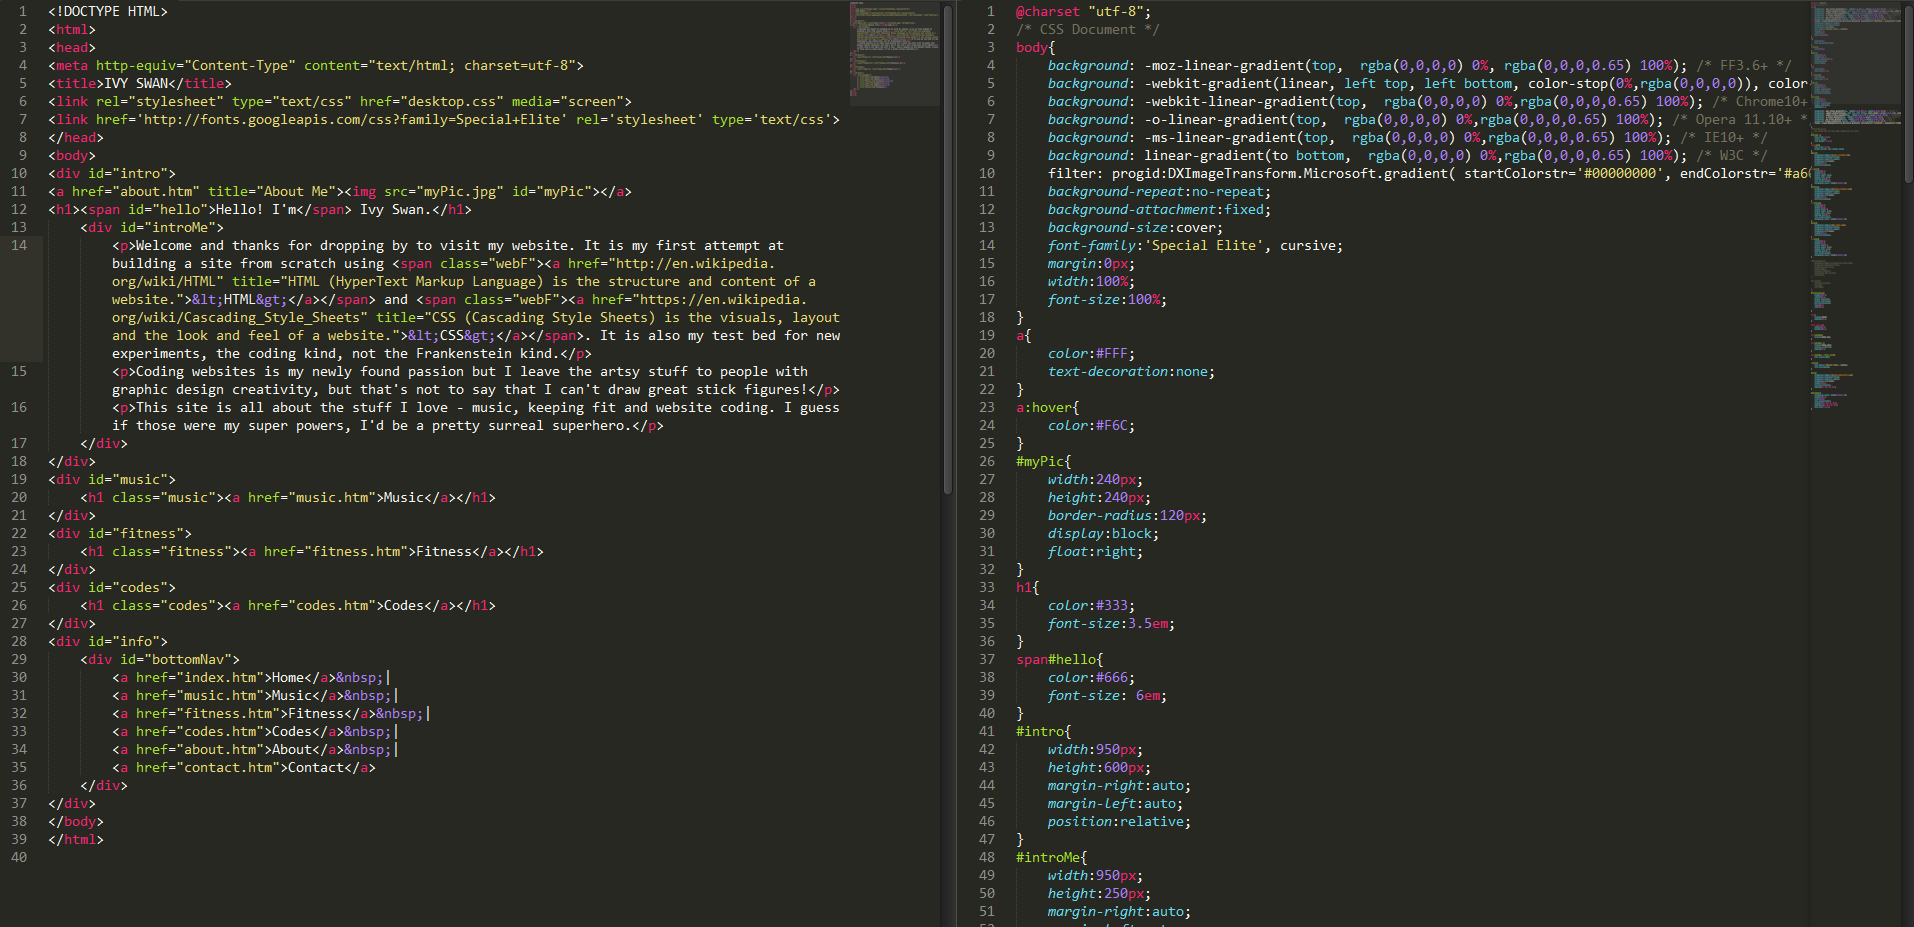 1 <!DOCTYPE HTML>
2 <html>
3 <head>
4 <meta http-equiv="Content-Type" content="text/html; charset=utf-8">
5 <title>IVY SWAN</title>
6 <link rel="stylesheet" type="text/css" href="desktop.css" media="screen">
7 <link href='http://fonts.googleapis.com/css?family=Special+Elite' rel='stylesheet' type='text/css'>
8 </head>
9 <body>
10 <div id="intro">
11 <a href="about.htm" title="About Me"><img src="myPic.jpg" id="myPic"></a>
12 <h1><span id="hello">Hello! I'm</span> Ivy Swan.</h1>
13 <div id="introMe">
14 <p>Welcome and thanks for dropping by to visit my website. It is my first attempt at
building a site from scratch using <span class="webF"><a href="http://en.wikipedia.
org/wiki/HTML" title="HTML (HyperText Markup Language) is the structure and content of a
website.">&lt;HTML&gt;</a></span> and <span class="webF"><a href="https://en.wikipedia.
org/wiki/Cascading_Style_Sheets" title="CSS (Cascading Style Sheets) is the visuals, layout
and the look and feel of a website.">&lt;CSS&gt;</a></span>. It is also my test bed for new
experiments, the coding kind, not the Frankenstein kind.</p>
15 <p>Coding websites is my newly found passion but I leave the artsy stuff to people with
graphic design creativity, but that's not to say that I can't draw great stick figures!</p>
16 <p>This site is all about the stuff I love - music, keeping fit and website coding. I guess
if those were my super powers, I'd be a pretty surreal superhero.</p>
17 </div>
18 </div>
19 <div id="music">
20 <h1 class="music"><a href="music.htm">Music</a></h1>
21 </div>
22 <div id="fitness">
23 <h1 class="fitness"><a href="fitness.htm">Fitness</a></h1>
24 </div>
25 <div id="codes">
26 <h1 class="codes"><a href="codes.htm">Codes</a></h1>
27 </div>
28 <div id="info">
29 <div id="bottomNav">
30 <a href="index.htm">Home</a>&nbsp;|
31 <a href="music.htm">Music</a>&nbsp;|
32 <a href="fitness.htm">Fitness</a>&nbsp;|
33 <a href="codes.htm">Codes</a>&nbsp;|
34 <a href="about.htm">About</a>&nbsp;|
35 <a href="contact.htm">Contact</a>
36 </div>
37 </div>
38 </body>
39 </html>
40
1 @charset "utf-8";
2 /* CSS Document */
3 body{
4 background: -moz-linear-gradient(top, rgba(0,0,0,0) 0%, rgba(0,0,0,0.65) 100%); /* FF3.6+ */
5 background: -webkit-gradient(linear, left top, left bottom, color-stop(0%,rgba(0,0,0,0)), color
6 background: -webkit-linear-gradient(top, rgba(0,0,0,0) 0%,rgba(0,0,0,0.65) 100%); /* Chrome10+
7 background: -o-linear-gradient(top, rgba(0,0,0,0) 0%,rgba(0,0,0,0.65) 100%); /* Opera 11.10+ *
8 background: -ms-linear-gradient(top, rgba(0,0,0,0) 0%,rgba(0,0,0,0.65) 100%); /* IE10+ */
9 background: linear-gradient(to bottom, rgba(0,0,0,0) 0%,rgba(0,0,0,0.65) 100%); /* W3C */
10 filter: progid:DXImageTransform.Microsoft.gradient( startColorstr='#00000000', endColorstr='#a6
11 background-repeat:no-repeat;
12 background-attachment:fixed;
13 background-size:cover;
14 font-family:'Special Elite', cursive;
15 margin:0px;
16 width:100%;
17 font-size:100%;
18 }
19 a{
20 color:#FFF;
21 text-decoration:none;
22 }
23 a:hover{
24 color:#F6C;
25 }
26 #myPic{
27 width:240px;
28 height:240px;
29 border-radius:120px;
30 display:block;
31 float:right;
32 }
33 h1{
34 color:#333;
35 font-size:3.5em;
36 }
37 span#hello{
38 color:#666;
39 font-size: 6em;
40 }
41 #intro{
42 width:950px;
43 height:600px;
44 margin-right:auto;
45 margin-left:auto;
46 position:relative;
47 }
48 #introMe{
49 width:950px;
50 height:250px;
51 margin-right:auto;